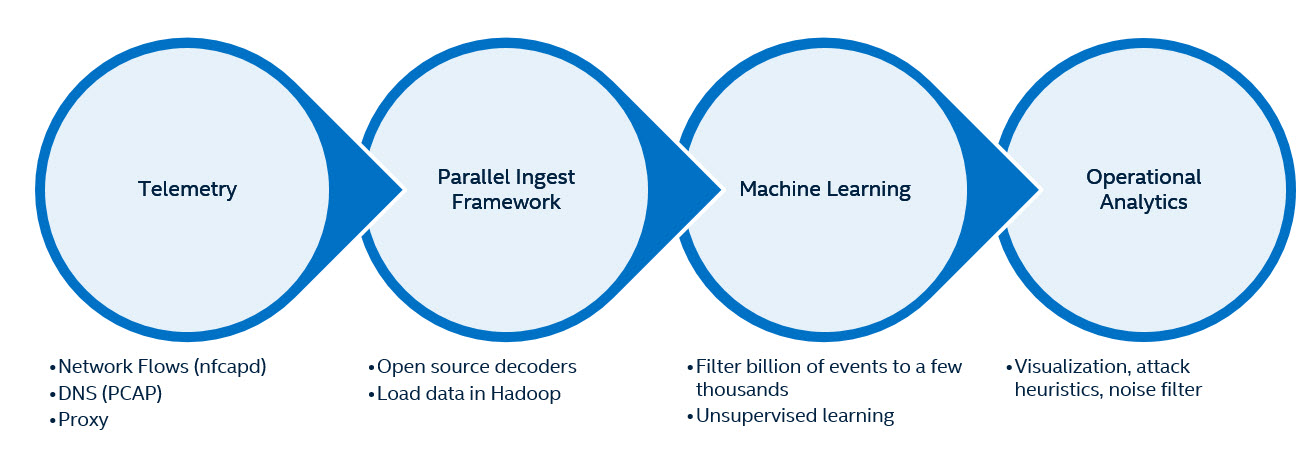 Telemetry
Parallel Ingest
Framework
Machine Learning
Operational
Analytics
•Network Flows (nfcapd)
•DNS (PCAP)
•Proxy
•Open source decoders
•Load data in Hadoop
•Filter billion of events to a few
thousands
•Unsupervised learning
•Visualization, attack
heuristics, noise filter